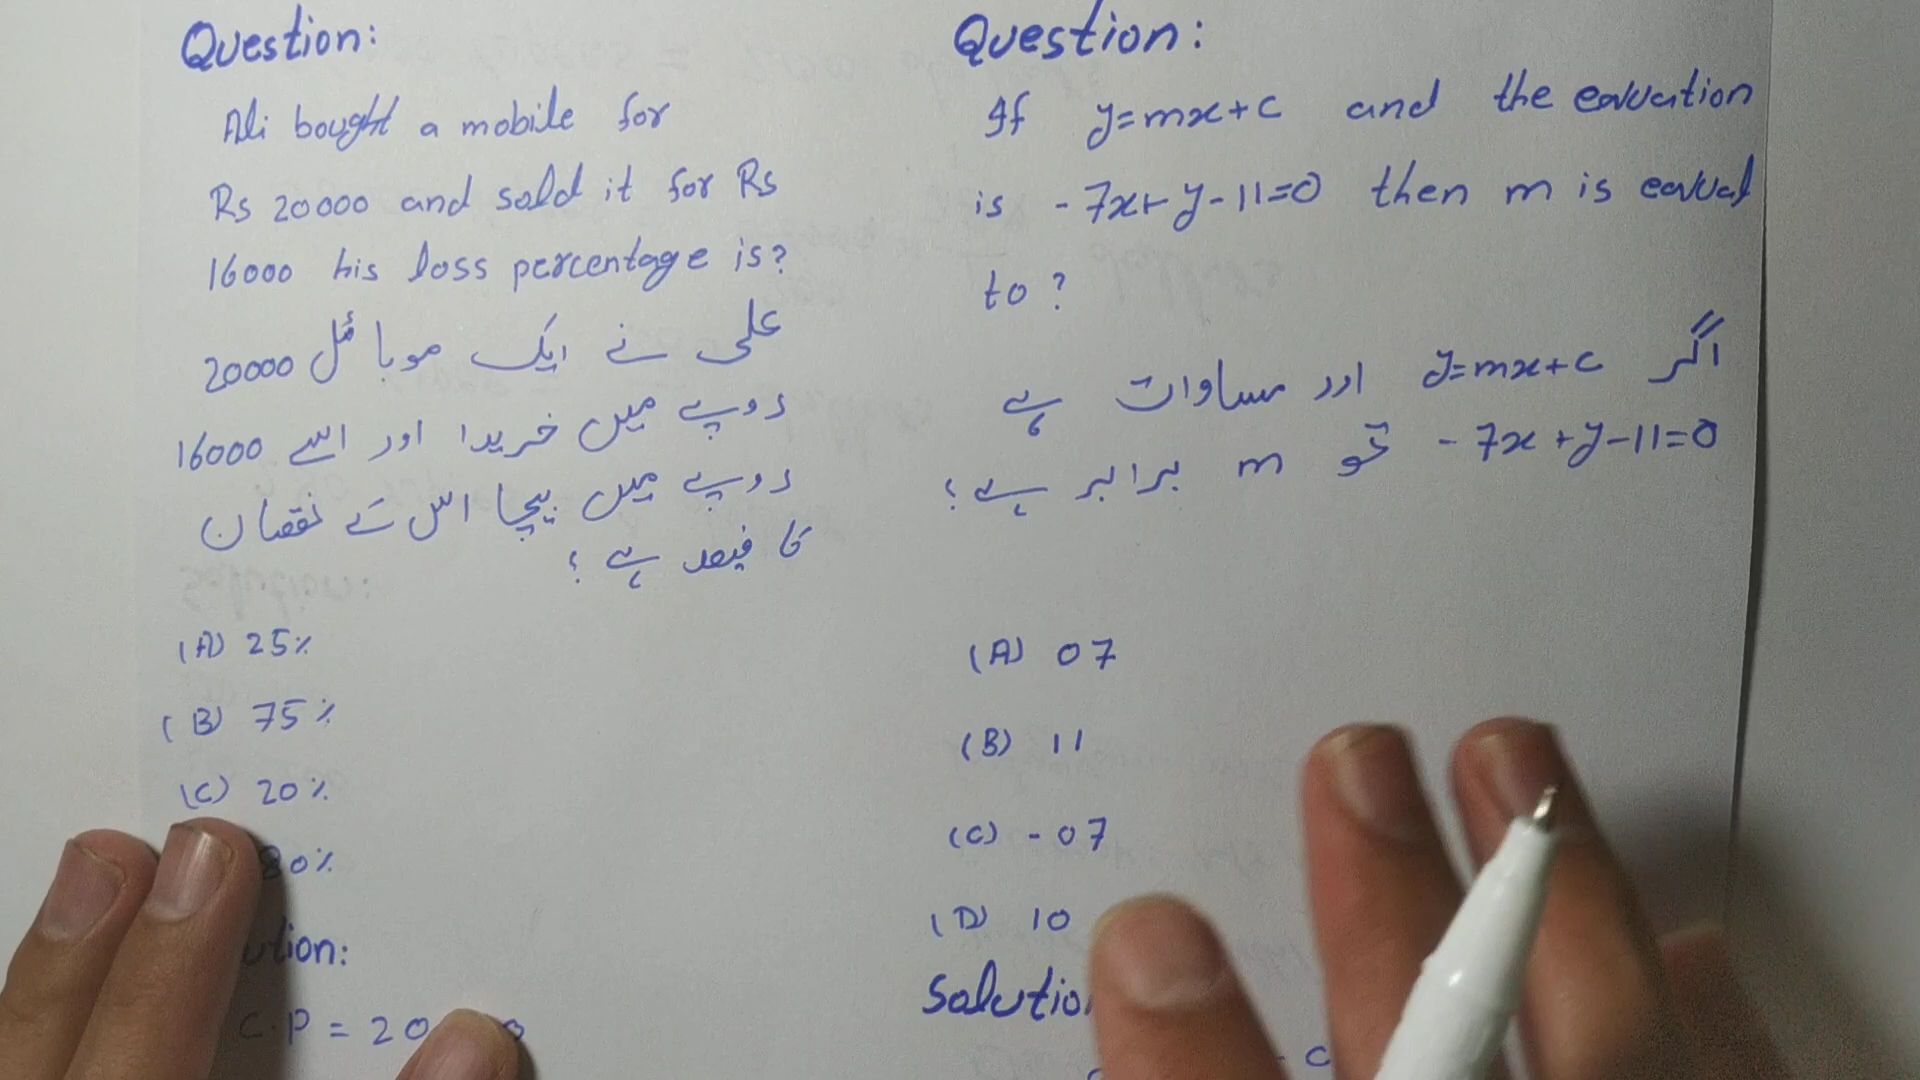 Question:
Ali bought a mobile for
Rs 20000 and sold it for Rs
16000 his loss percentage is?
علی نے ایک موبائل 20000
روپے میں خریدا اور اسے 16000
روپے میں بیچا اس کے نقصان
کا فیصد ہے ؟
(A) 25%
(B) 75%
(C) 20%
80%
ution:
C.P = 20
Question:
If y=mx+c and the equation
is -7x+y-11=0 then m is equal
to ?
اگر y=mx+c اور مساوات ہے
-7x+y-11=0 تو m برابر ہے؟
(A) 07
(B) 11
(C) -07
(D) 10
Solutio